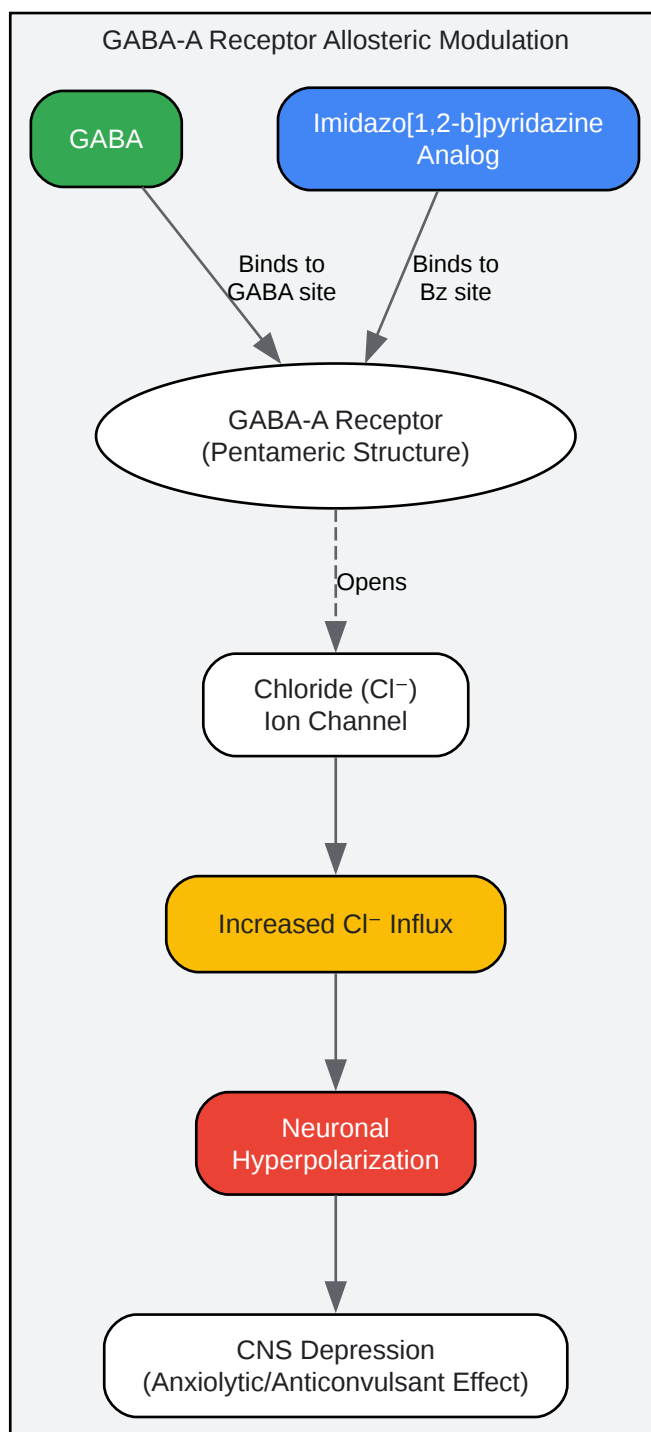 GABA-A Receptor Allosteric Modulation
GABA
Imidazo[1,2-b]pyridazine
Analog
Binds to
GABA site
Binds to
Bz site
GABA-A Receptor
(Pentameric Structure)
Opens
Chloride (Cl⁻)
Ion Channel
Increased Cl⁻ Influx
Neuronal
Hyperpolarization
CNS Depression
(Anxiolytic/Anticonvulsant Effect)